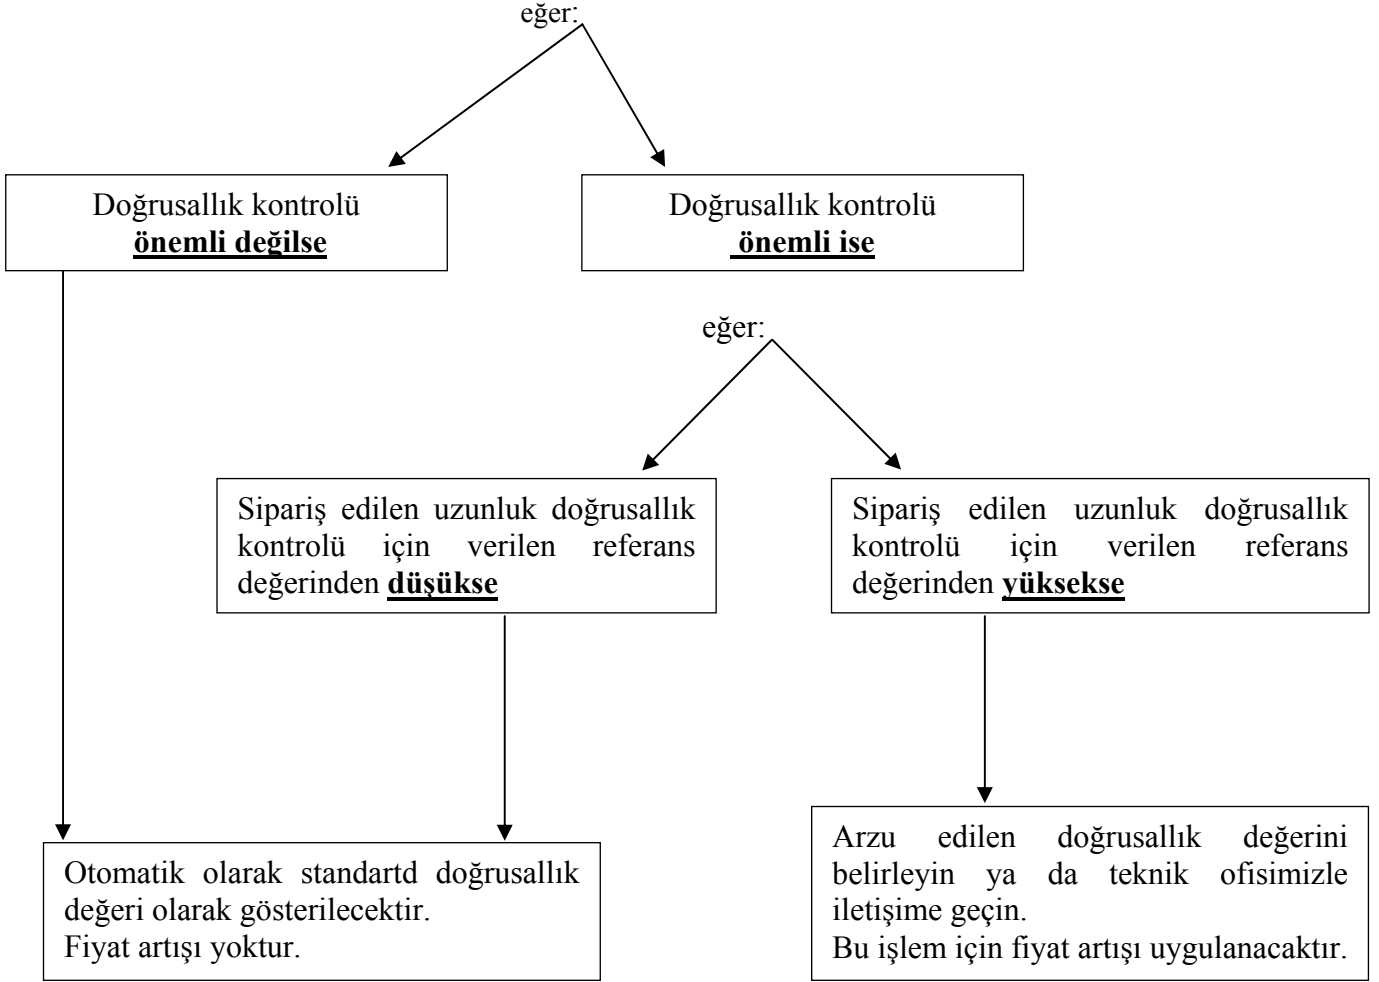 eğer:
Doğrusallık kontrolü
önemli değilse
Doğrusallık kontrolü
önemli ise
eğer:
Sipariş edilen uzunluk doğrusallık
kontrolü için verilen referans
değerinden düşükse
Sipariş edilen uzunluk doğrusallık
kontrolü için verilen referans
değerinden yüksekse
Otomatik olarak standartd doğrusallık
değeri olarak gösterilecektir.
Fiyat artışı yoktur.
Arzu edilen doğrusallık değerini
belirleyin ya da teknik ofisimizle
iletişime geçin.
Bu işlem için fiyat artışı uygulanacaktır.